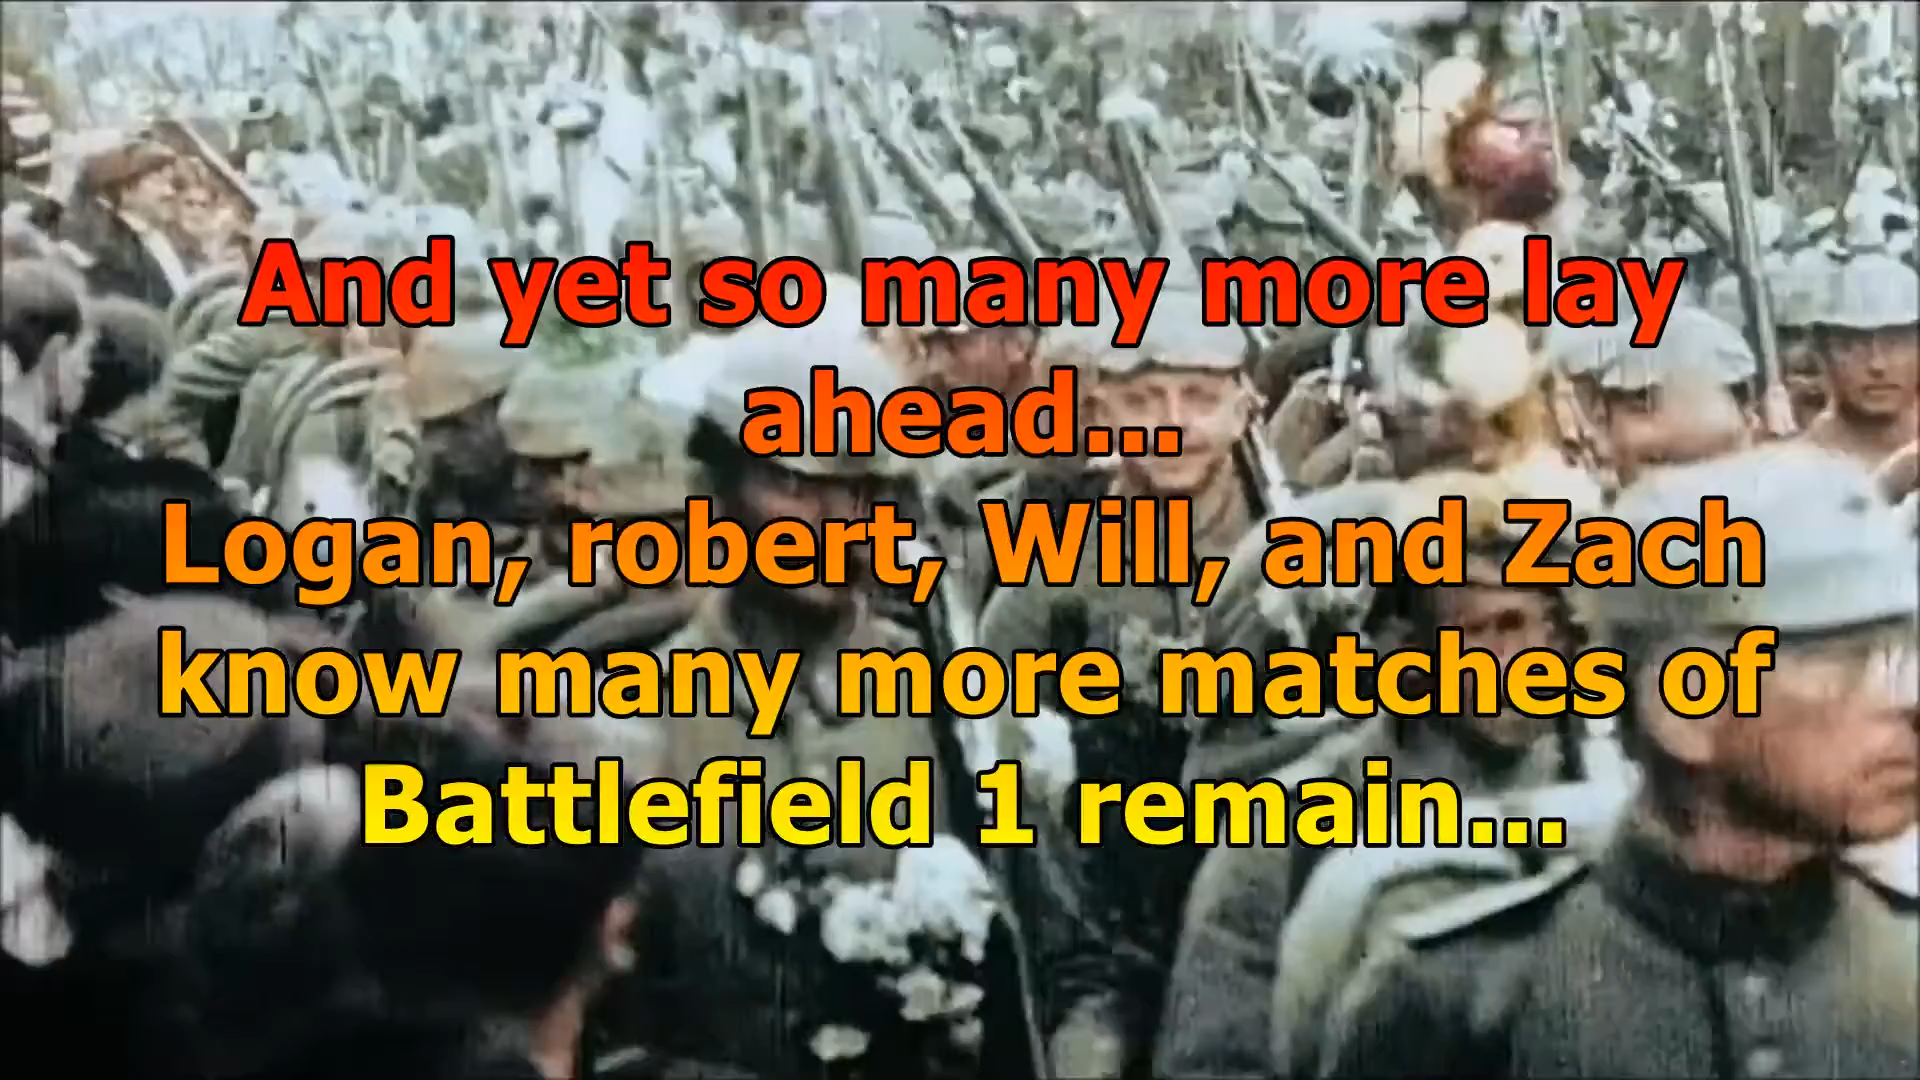 And yet so many more lay
ahead...
Logan, robert, Will, and Zach
know many more matches of
Battlefield 1 remain...